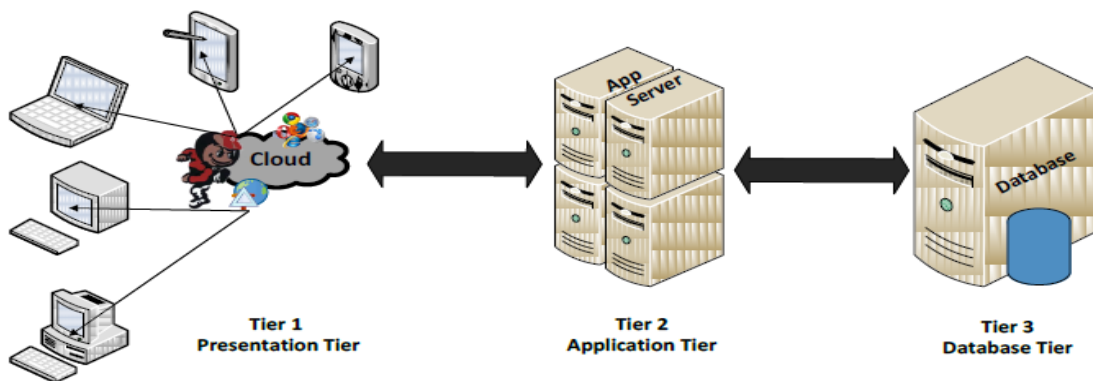 Cloud
App
Server
Database
Tier 1
Presentation Tier
Tier 2
Application Tier
Tier 3
Database Tier